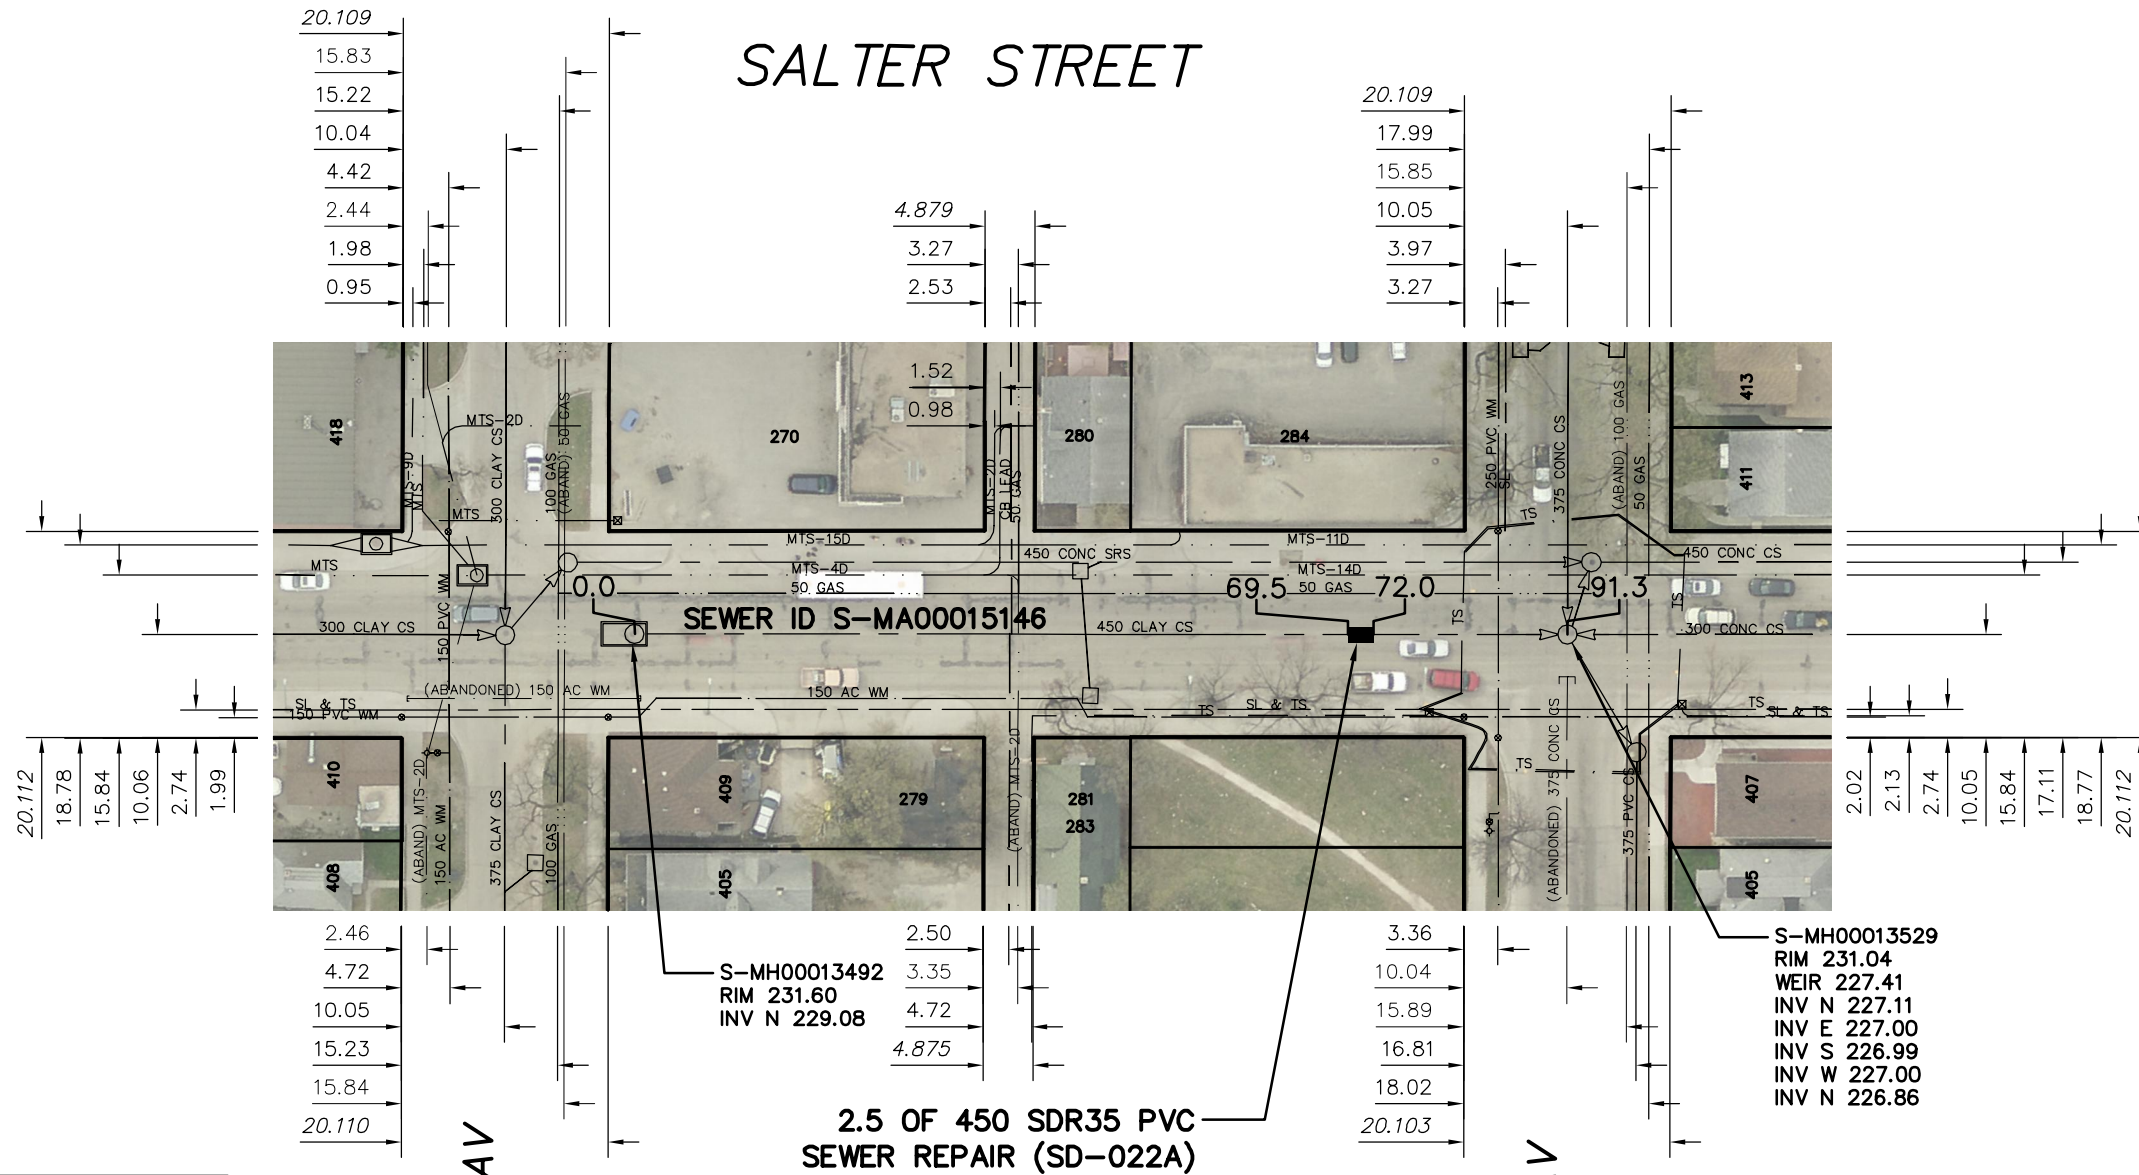 SALTER STREET
20.109
15.83
15.22
10.04
4.42
2.44
1.98
0.95
4.879
3.27
2.53
20.109
17.99
15.85
10.05
3.97
3.27
1.52
0.98
418
MTS-2D
MTS-9D
MTS
MTS
300 CLAY CS
100 GAS
(ABAND) 50 GAS
270
MTS-2D
CB LEAD
50 GAS
280
284
250 PVC WM
SL
375 CONC CS
(ABAND) 100 GAS
50 GAS
413
411
TS
MTS-15D
MTS-11D
450 CONC SRS
450 CONC CS
MTS
MTS-4D
MTS-14D
50 GAS
50 GAS
0.0
69.5
72.0
91.3
TS
TS
150 PVC WM
SEWER ID S-MA00015146
300 CLAY CS
450 CLAY CS
300 CONC CS
(ABANDONED) 150 AC WM
150 AC WM
SL & TS
150 PVC WM
TS
SL & TS
TS
SL & TS
20.112
18.78
15.84
10.06
2.74
1.99
2.02
2.13
2.74
10.05
15.84
17.11
18.77
20.112
410
408
(ABAND) MTS-2D
150 AC WM
375 CLAY CS
100 GAS
409
405
279
(ABAND) MTS-2D
281
283
TS
(ABANDONED) 375 CONC CS
375 PVC CS
407
405
2.46
4.72
10.05
15.23
15.84
20.110
S-MH00013492
RIM 231.60
INV N 229.08
2.50
3.35
4.72
4.875
3.36
10.04
15.89
16.81
18.02
20.103
S-MH00013529
RIM 231.04
WEIR 227.41
INV N 227.11
INV E 227.00
INV S 226.99
INV W 227.00
INV N 226.86
2.5 OF 450 SDR35 PVC
SEWER REPAIR (SD-022A)
AV
V